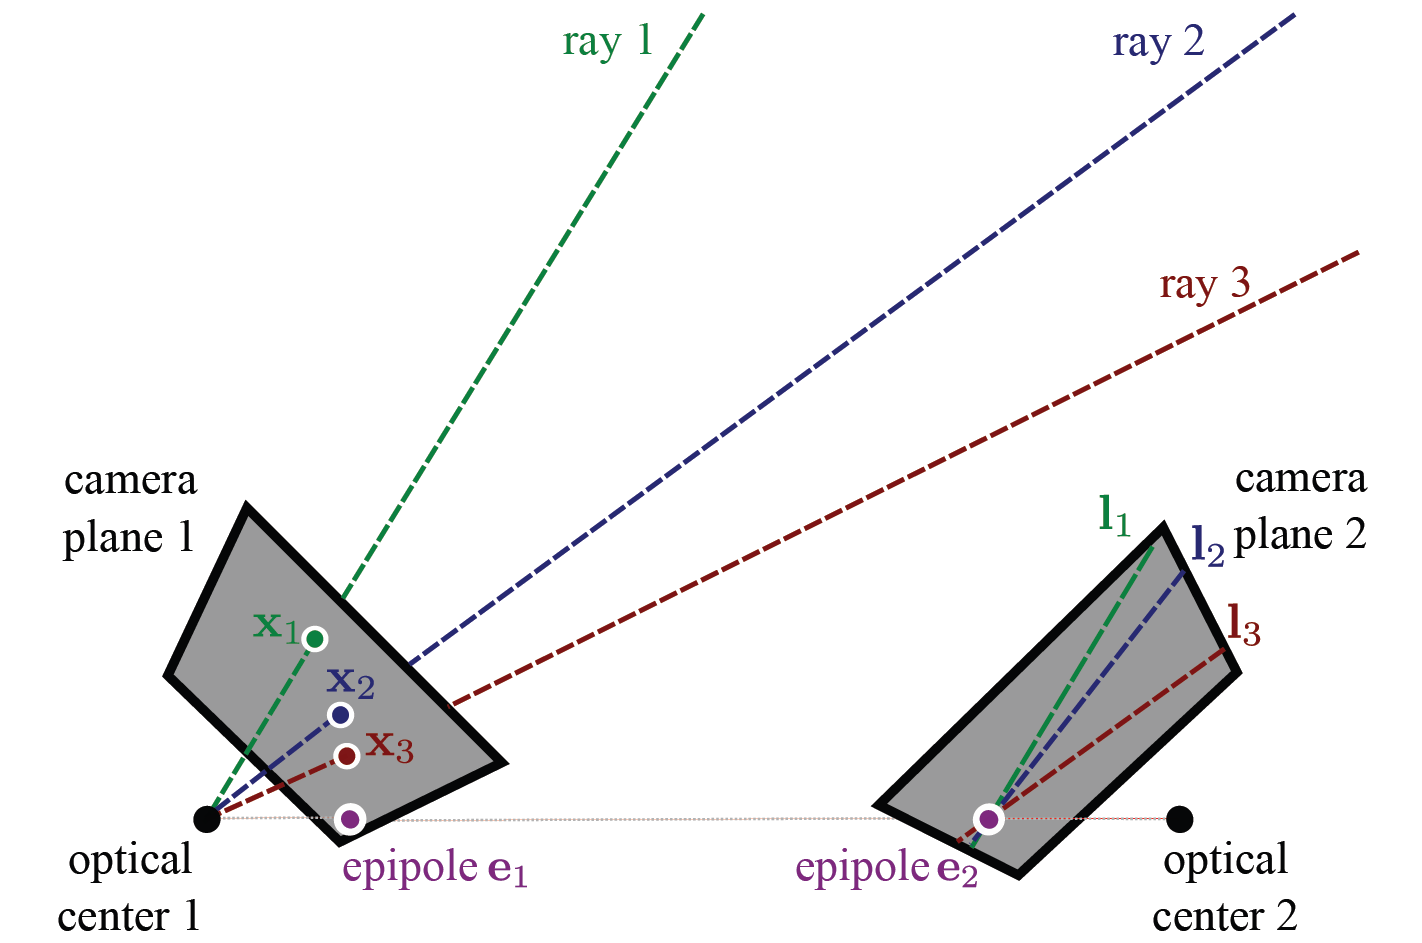 ray 1
ray 2
ray 3
camera
plane 1
camera
plane 2
l₁
l₂
l₃
x₁
x₂
x₃
optical
center 1
epipole e₁
epipole e₂
optical
center 2